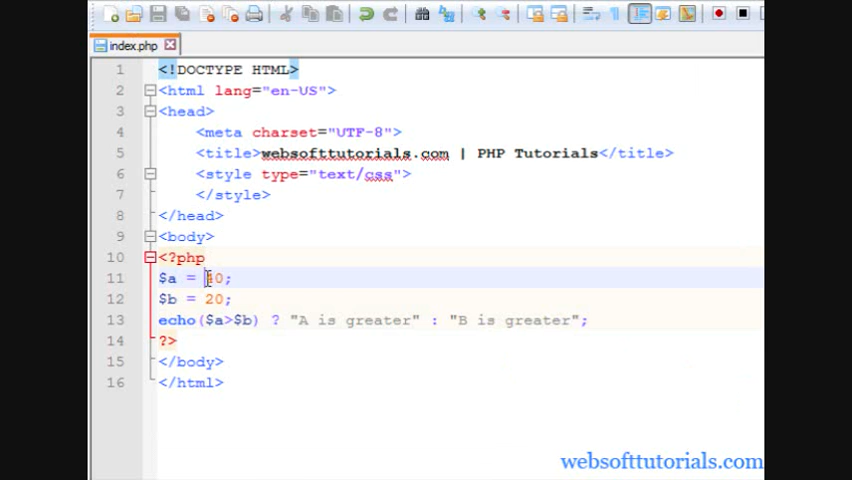 index.php
1 <!DOCTYPE HTML>
2 <html lang="en-US">
3 <head>
4 <meta charset="UTF-8">
5 <title>websofttutorials.com | PHP Tutorials</title>
6 <style type="text/css">
7 </style>
8 </head>
9 <body>
10 <?php
11 $a = 0;
12 $b = 20;
13 echo($a>$b) ? "A is greater" : "B is greater";
14 ?>
15 </body>
16 </html>
websofttutorials.com